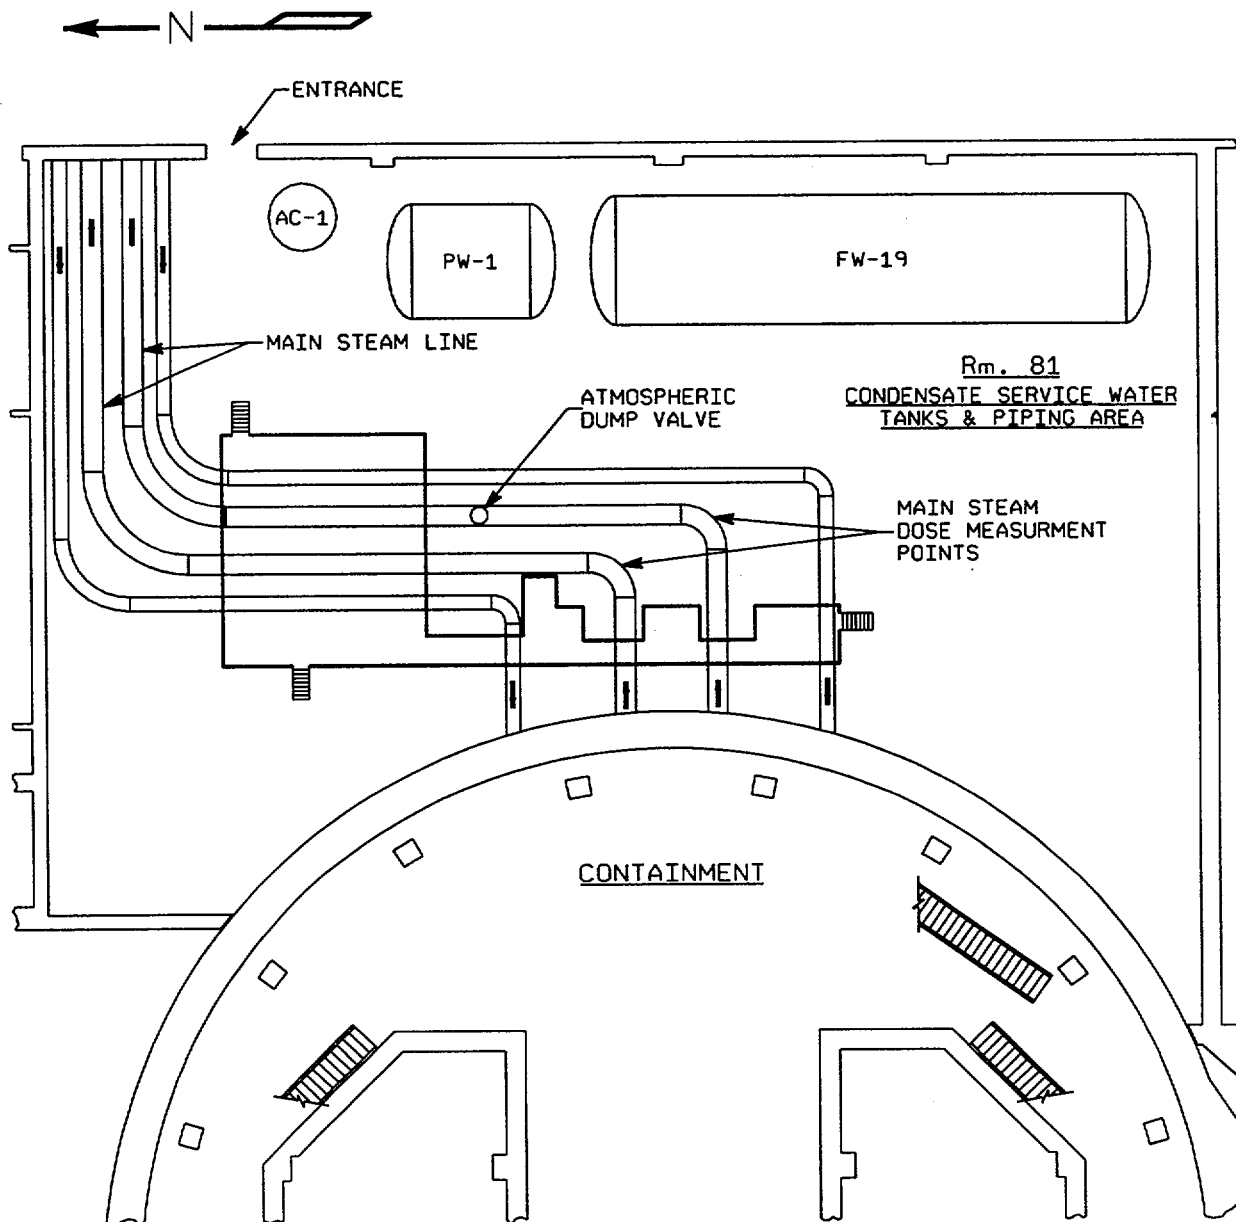 N
ENTRANCE
AC-1
PW-1
FW-19
MAIN STEAM LINE
Rm. 81
CONDENSATE SERVICE WATER
TANKS & PIPING AREA
ATMOSPHERIC
DUMP VALVE
MAIN STEAM
DOSE MEASURMENT
POINTS
CONTAINMENT